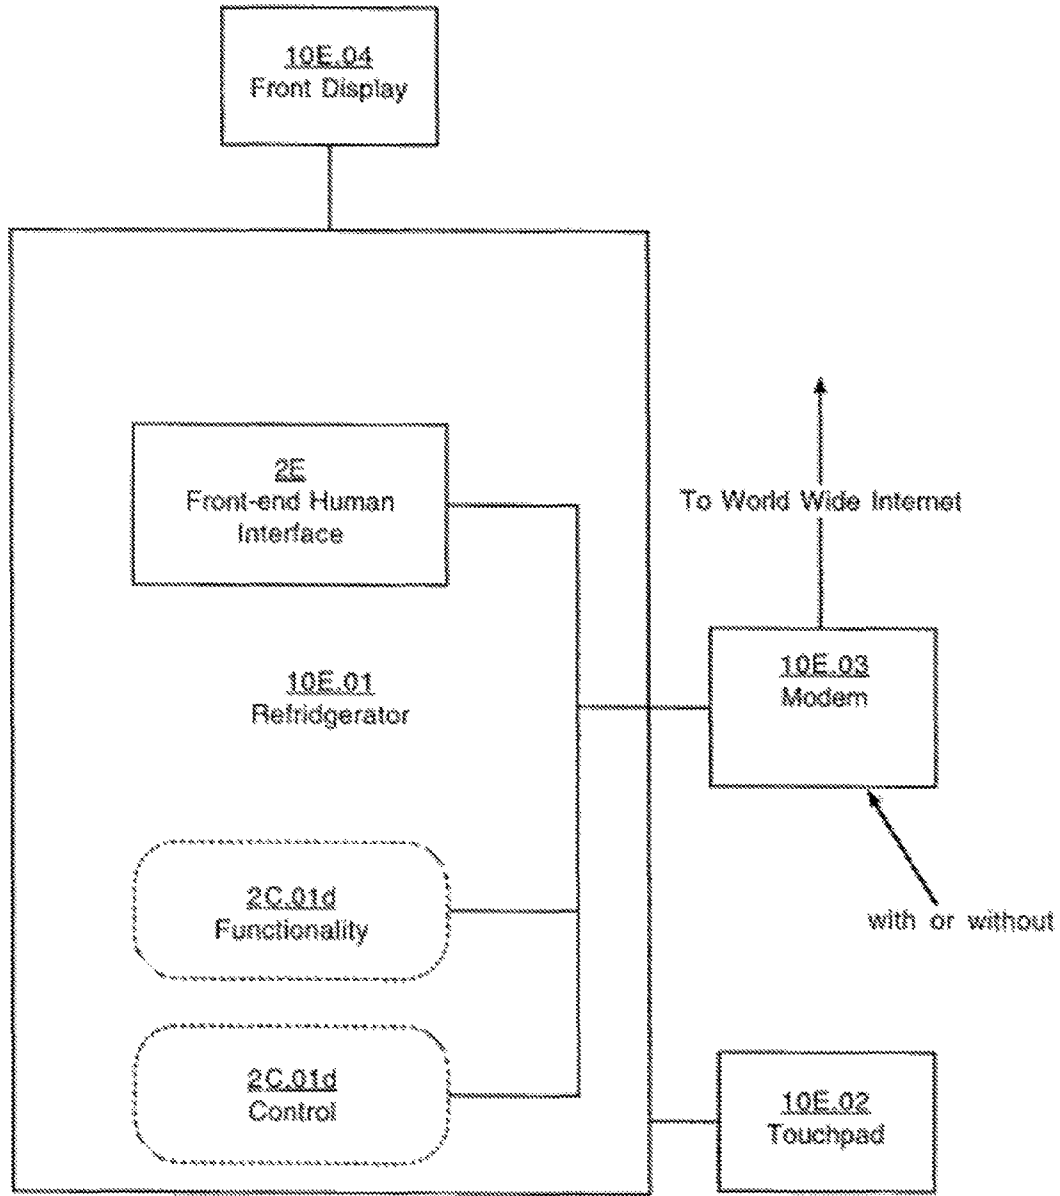 10E.04
Front Display
2E
Front-end Human
Interface
To World Wide Internet
10E.01
Refridgerator
10E.03
Modem
2C.01d
Functionality
with or without
2C.01d
Control
10E.02
Touchpad